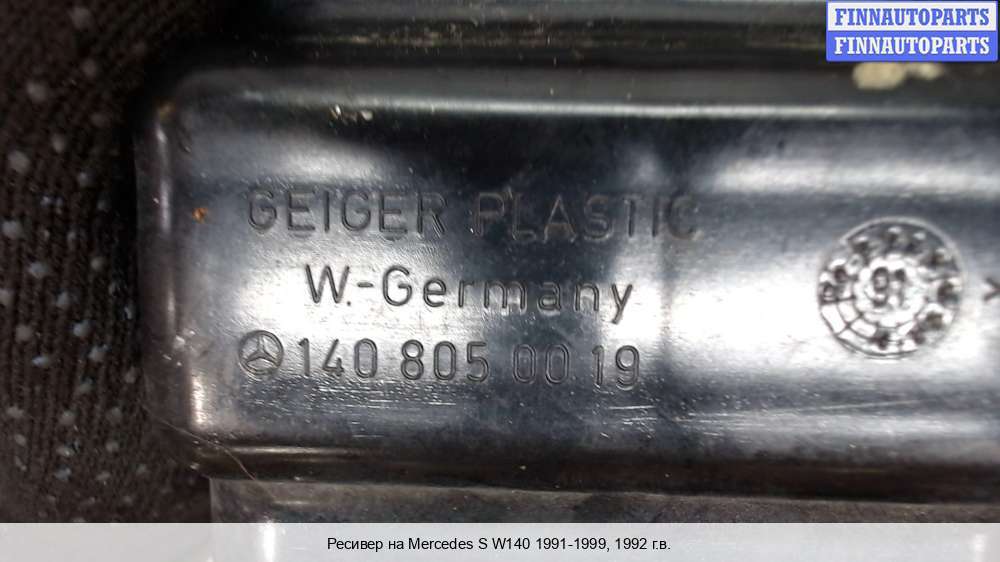 FINNAUTOPARTS
FINNAUTOPARTS
GEIGER PLASTIC
W.-Germany
140 805 00 19
91
Ресивер на Mercedes S W140 1991-1999, 1992 г.в.